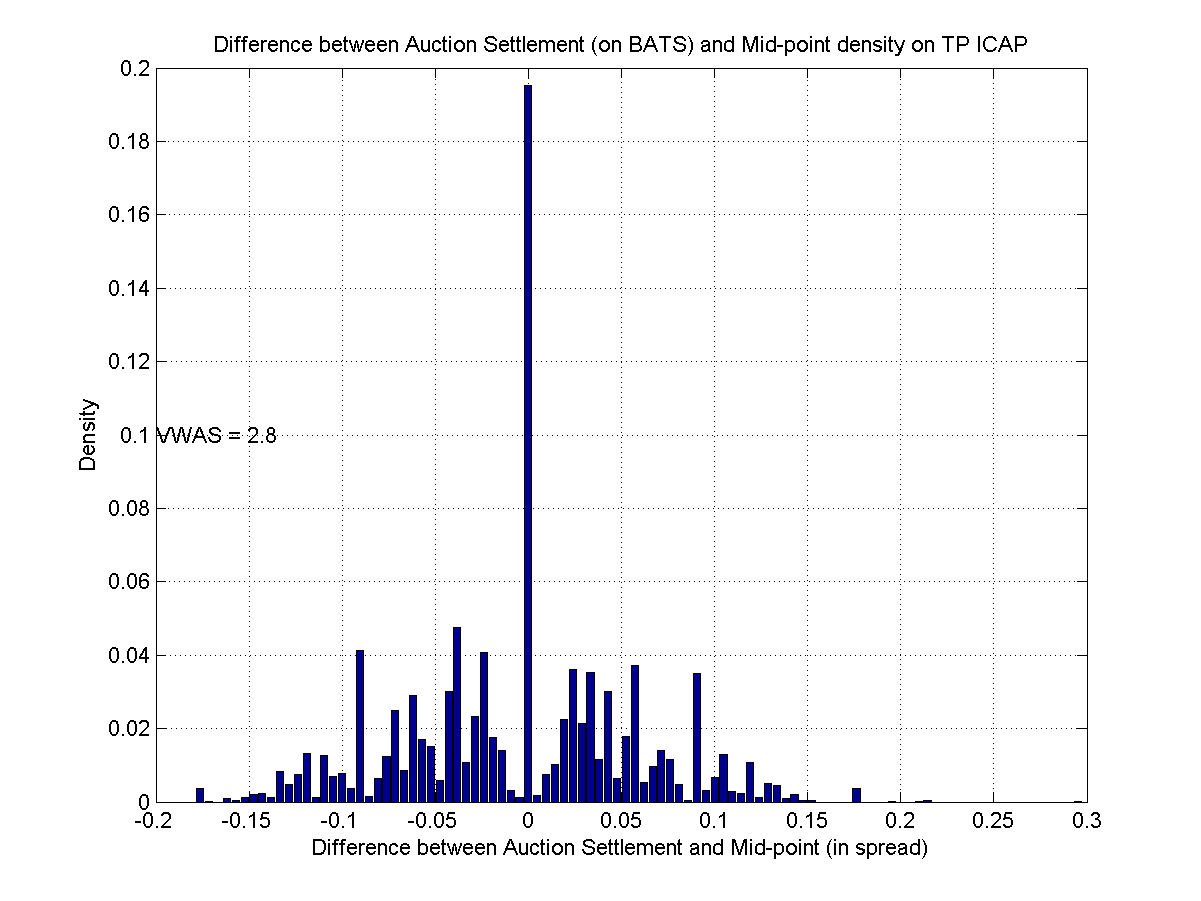 Difference between Auction Settlement (on BATS) and Mid-point density on TP ICAP
0.2
0.18
0.16
0.14
0.12
0.1
VWAS = 2.8
0.08
0.06
0.04
0.02
0
Density
-0.2 -0.15 -0.1 -0.05 0 0.05 0.1 0.15 0.2 0.25 0.3
Difference between Auction Settlement and Mid-point (in spread)